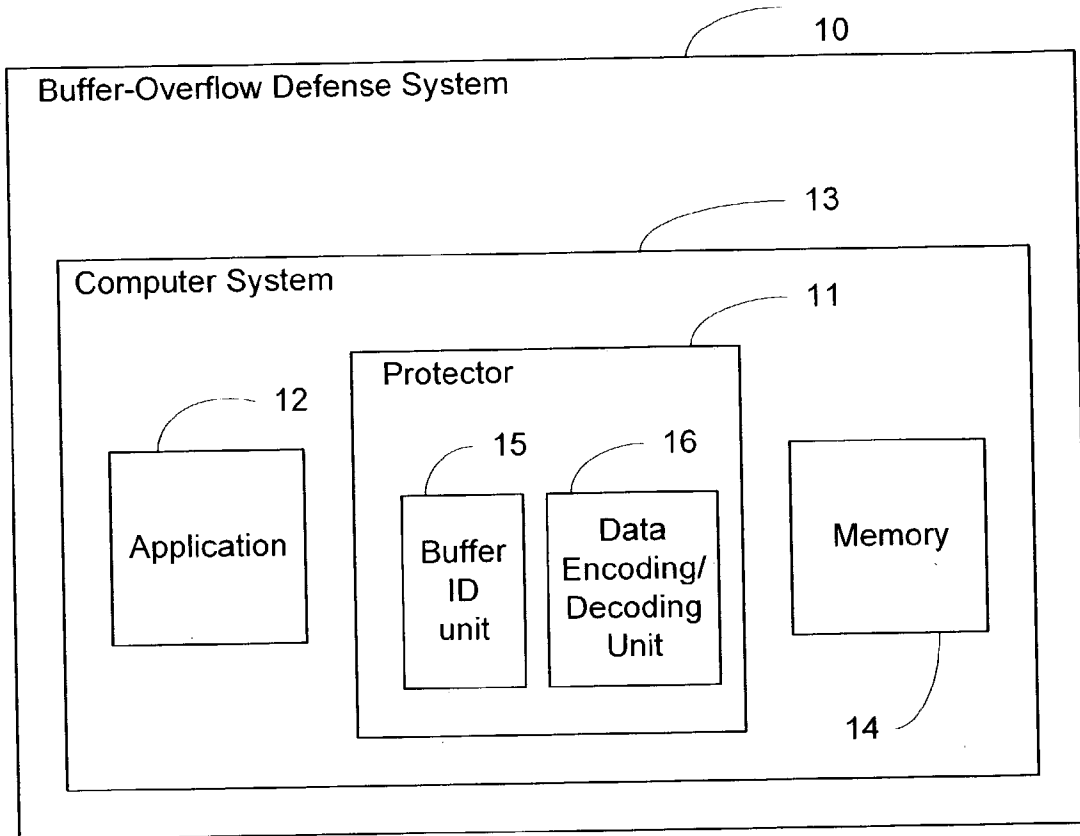 10
Buffer-Overflow Defense System
13
Computer System
11
Protector
12
15
16
Application
Buffer
ID
unit
Data
Encoding/
Decoding
Unit
Memory
14